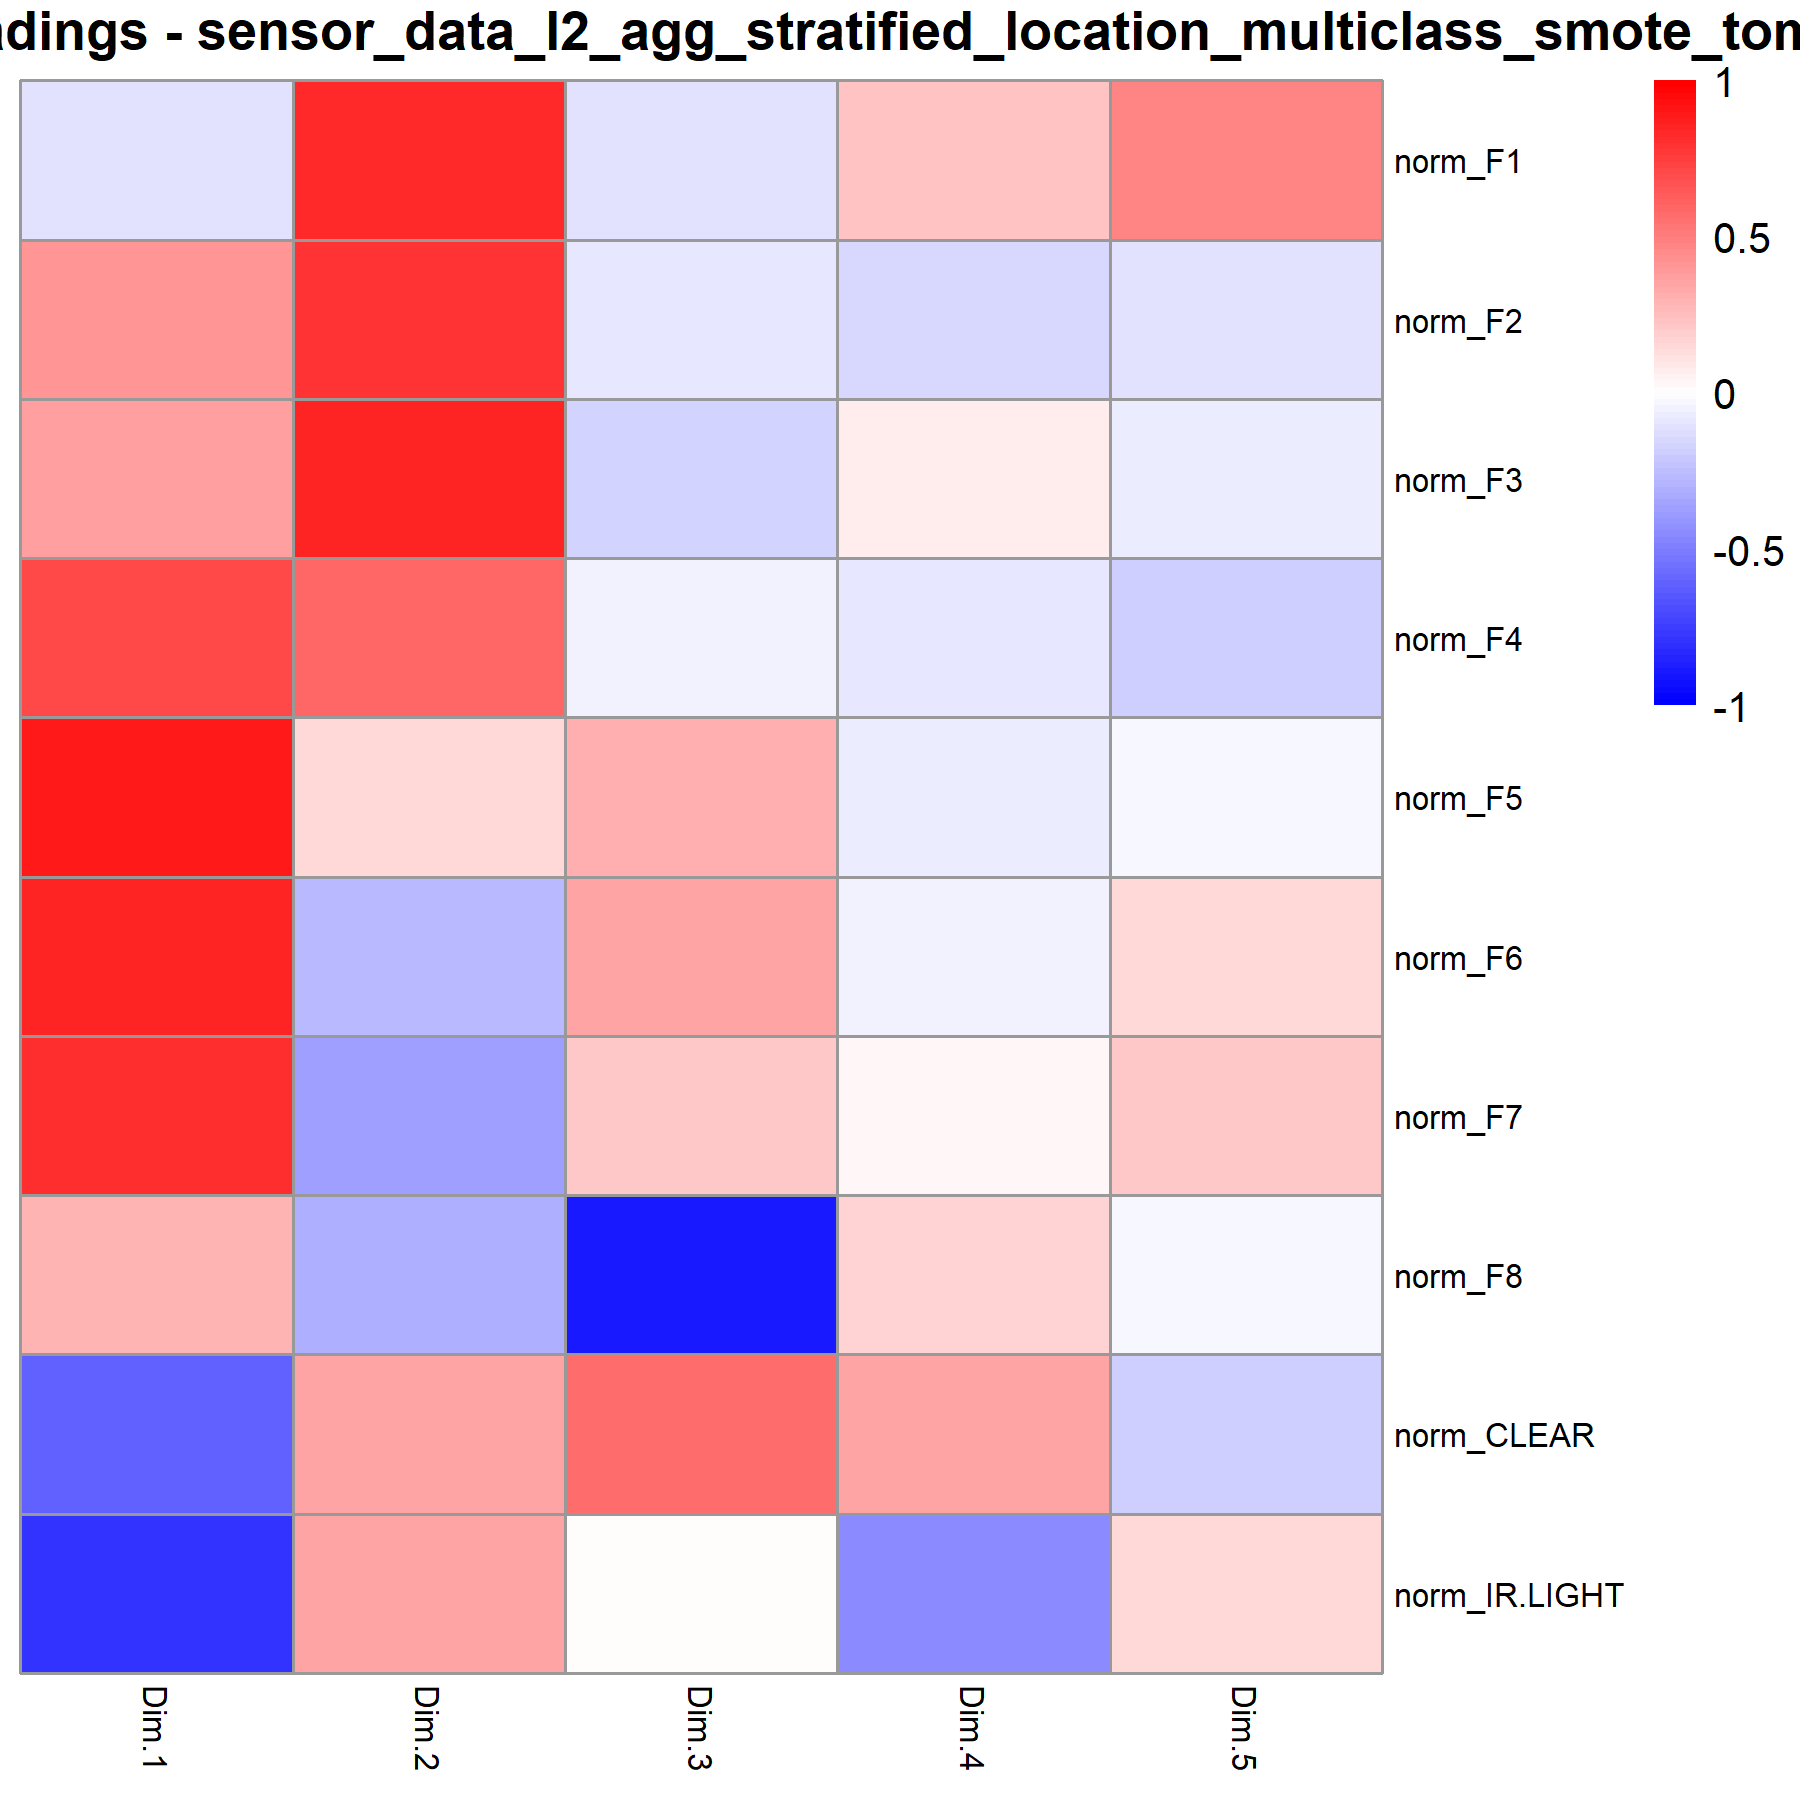 adings - sensor_data_l2_agg_stratified_location_multiclass_smote_tom
1
norm_F1
0.5
norm_F2
0
norm_F3
-0.5
norm_F4
-1
norm_F5
norm_F6
norm_F7
norm_F8
norm_CLEAR
norm_IR.LIGHT
Dim.1
Dim.2
Dim.3
Dim.4
Dim.5